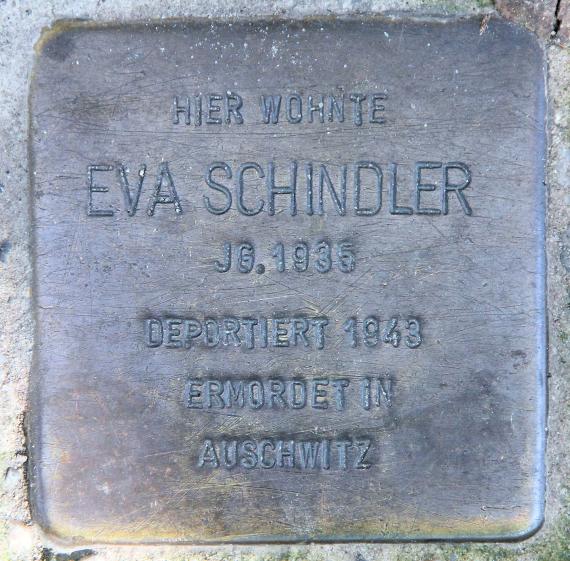 HIER WOHNTE
EVA SCHINDLER
JG. 1935
DEPORTIERT 1943
ERMORDET IN
AUSCHWITZ